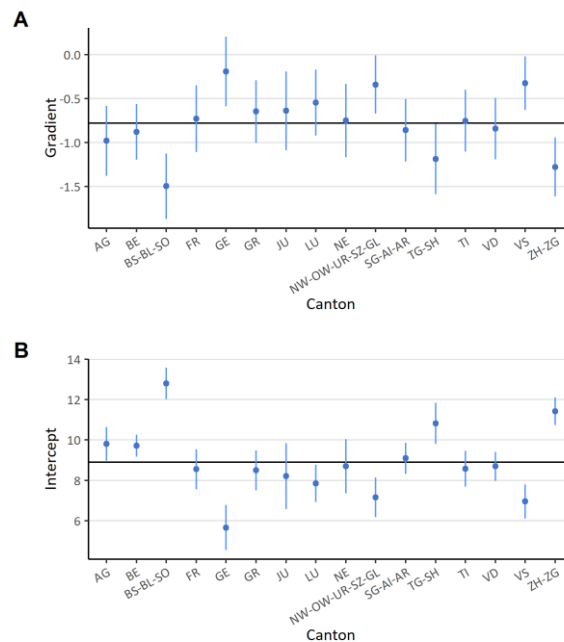 A
0.0
-0.5
-1.0
-1.5
Gradient
AG
BE
BS-BL-SO
FR
GE
GR
JU
LU
NE
NW-OW-UR-SZ-GL
SG-AI-AR
TG-SH
TI
VD
VS
ZH-ZG
Canton
B
14
12
10
8
6
Intercept
AG
BE
BS-BL-SO
FR
GE
GR
JU
LU
NE
NW-OW-UR-SZ-GL
SG-AI-AR
TG-SH
TI
VD
VS
ZH-ZG
Canton